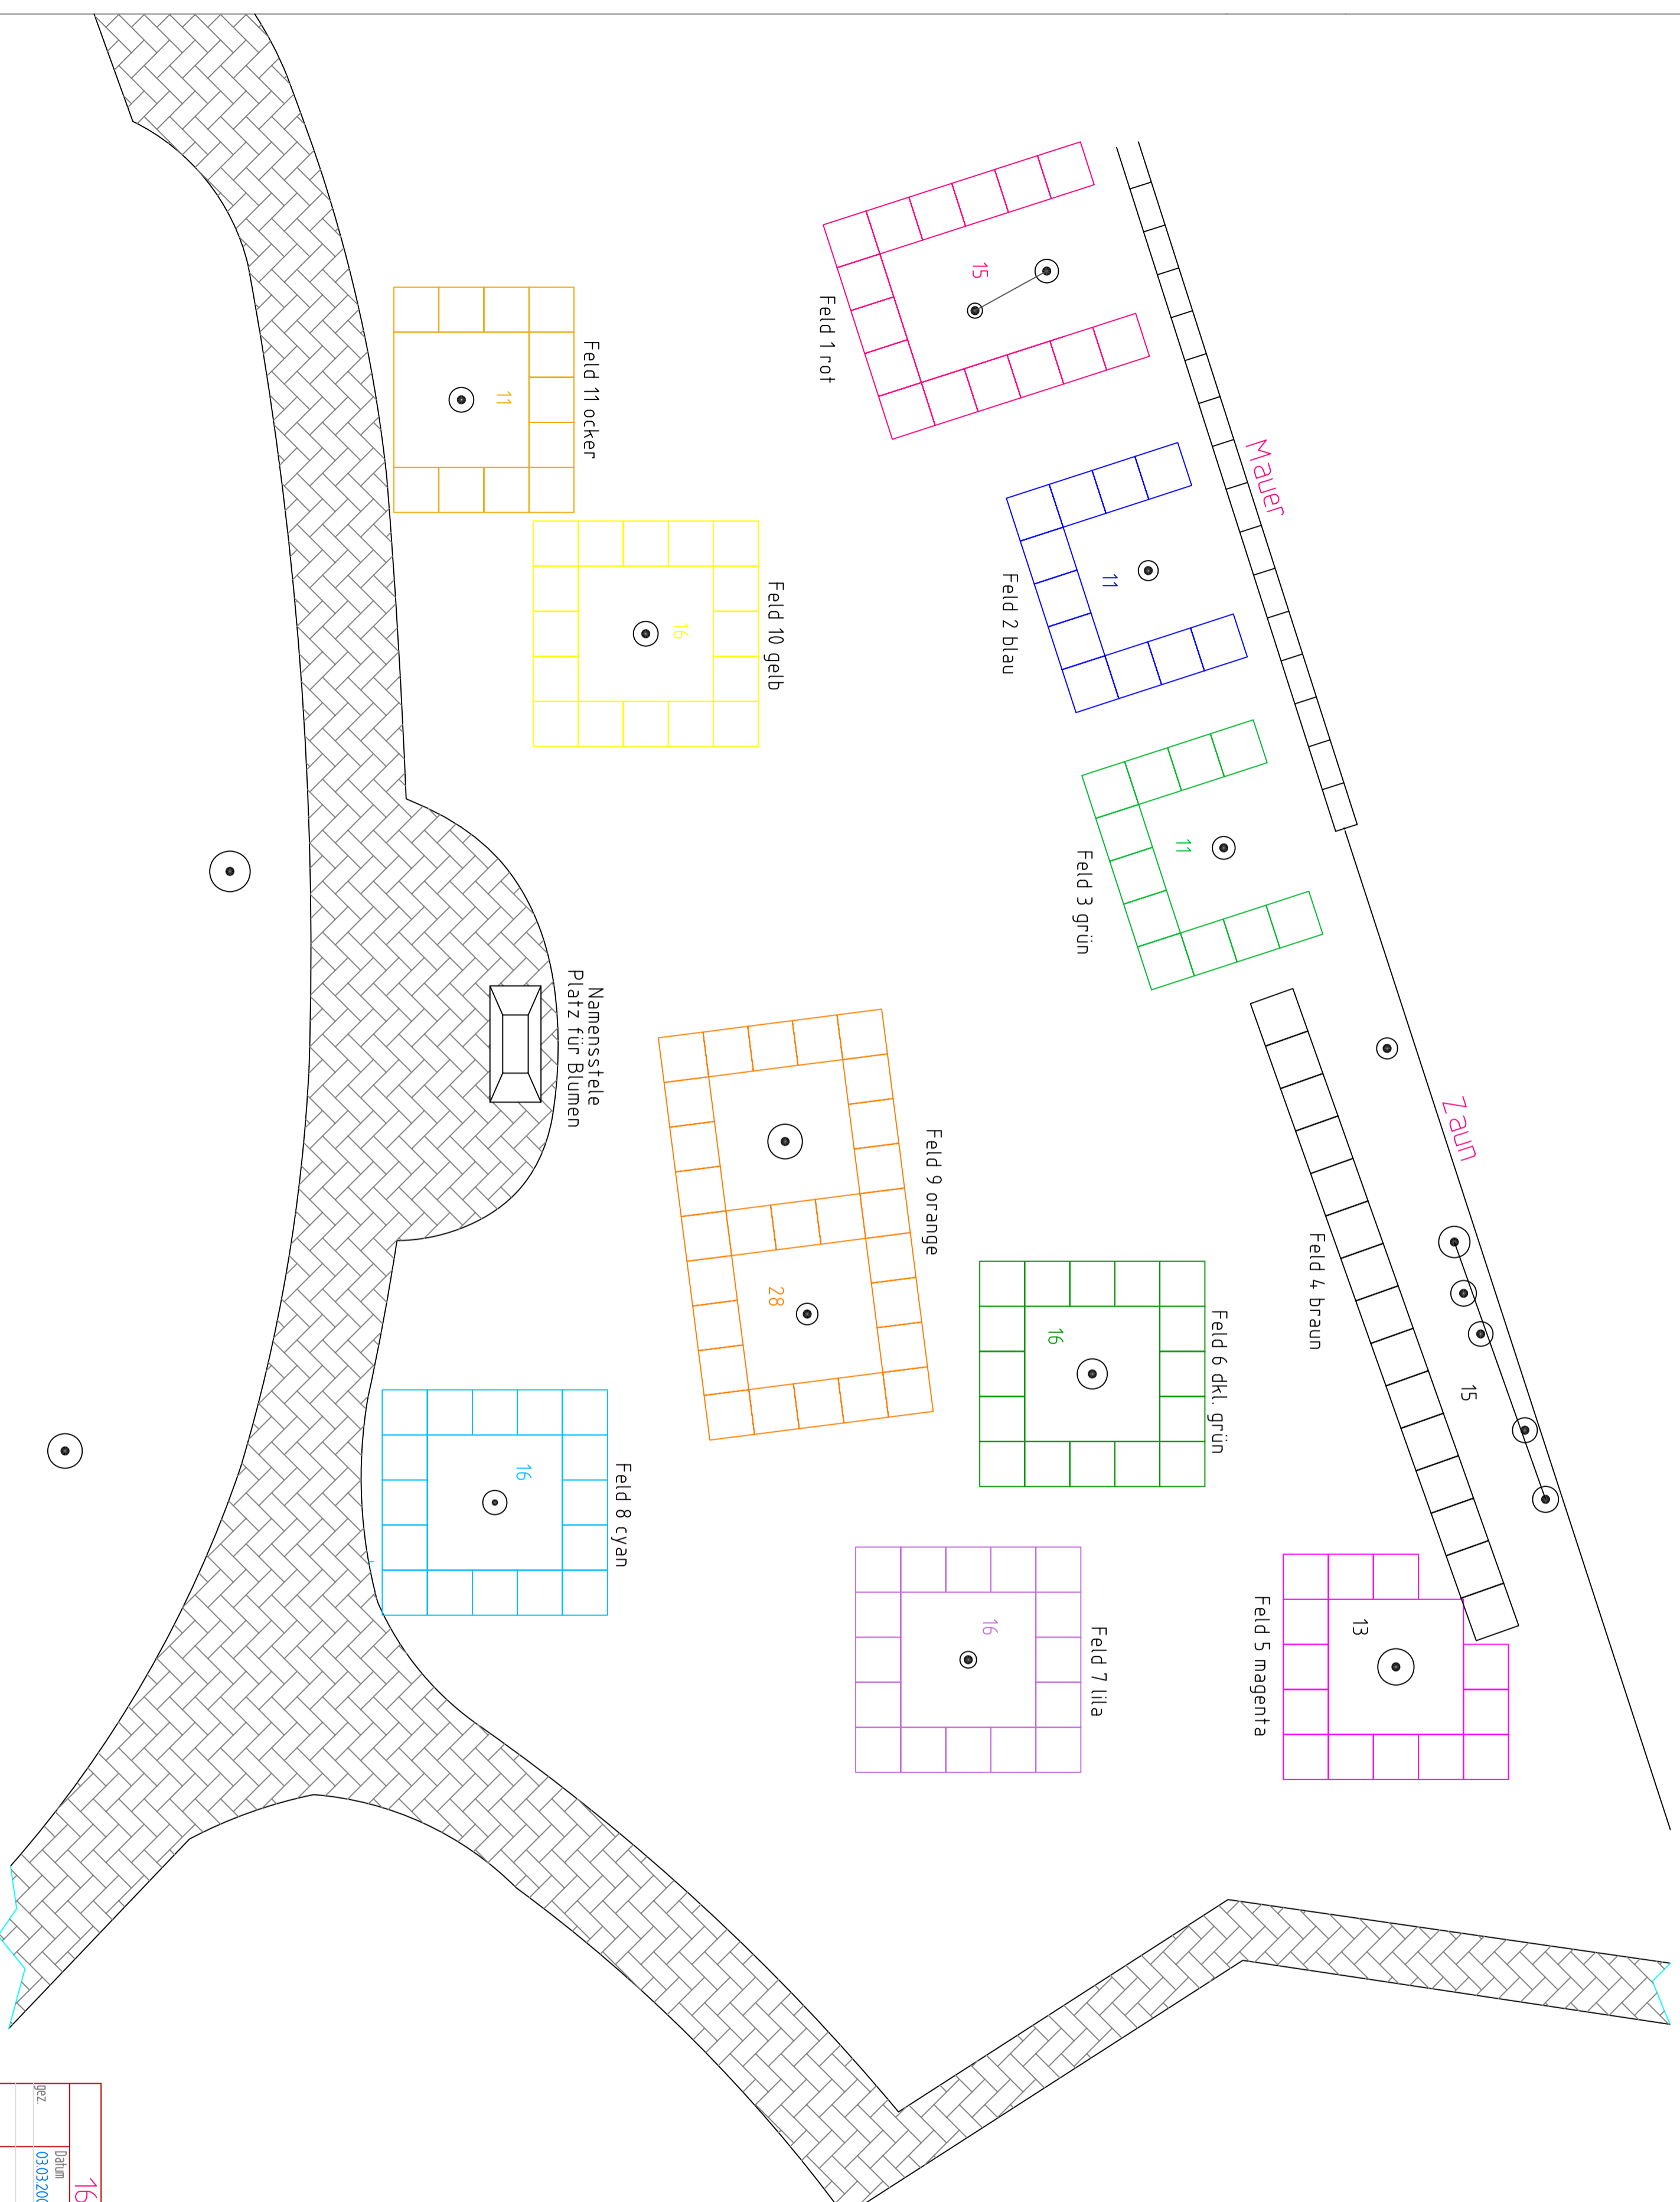 Mauer
Zaun
15
Feld 1 rot
11
Feld 2 blau
11
Feld 3 grün
15
Feld 4 braun
13
Feld 5 magenta
Feld 6 dkl. grün
16
Feld 7 lila
16
Feld 8 cyan
16
Feld 9 orange
28
Feld 10 gelb
16
Feld 11 ocker
11
Namensstele
Platz für Blumen
16
Datum
gez.